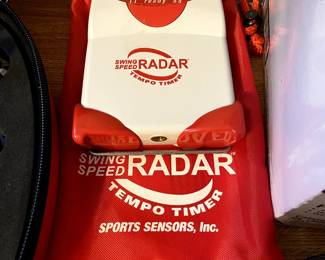 SWING
SPEED RADAR®
TEMPO TIMER
SWING
SPEED RADAR®
TEMPO TIMER
SPORTS SENSORS, Inc.